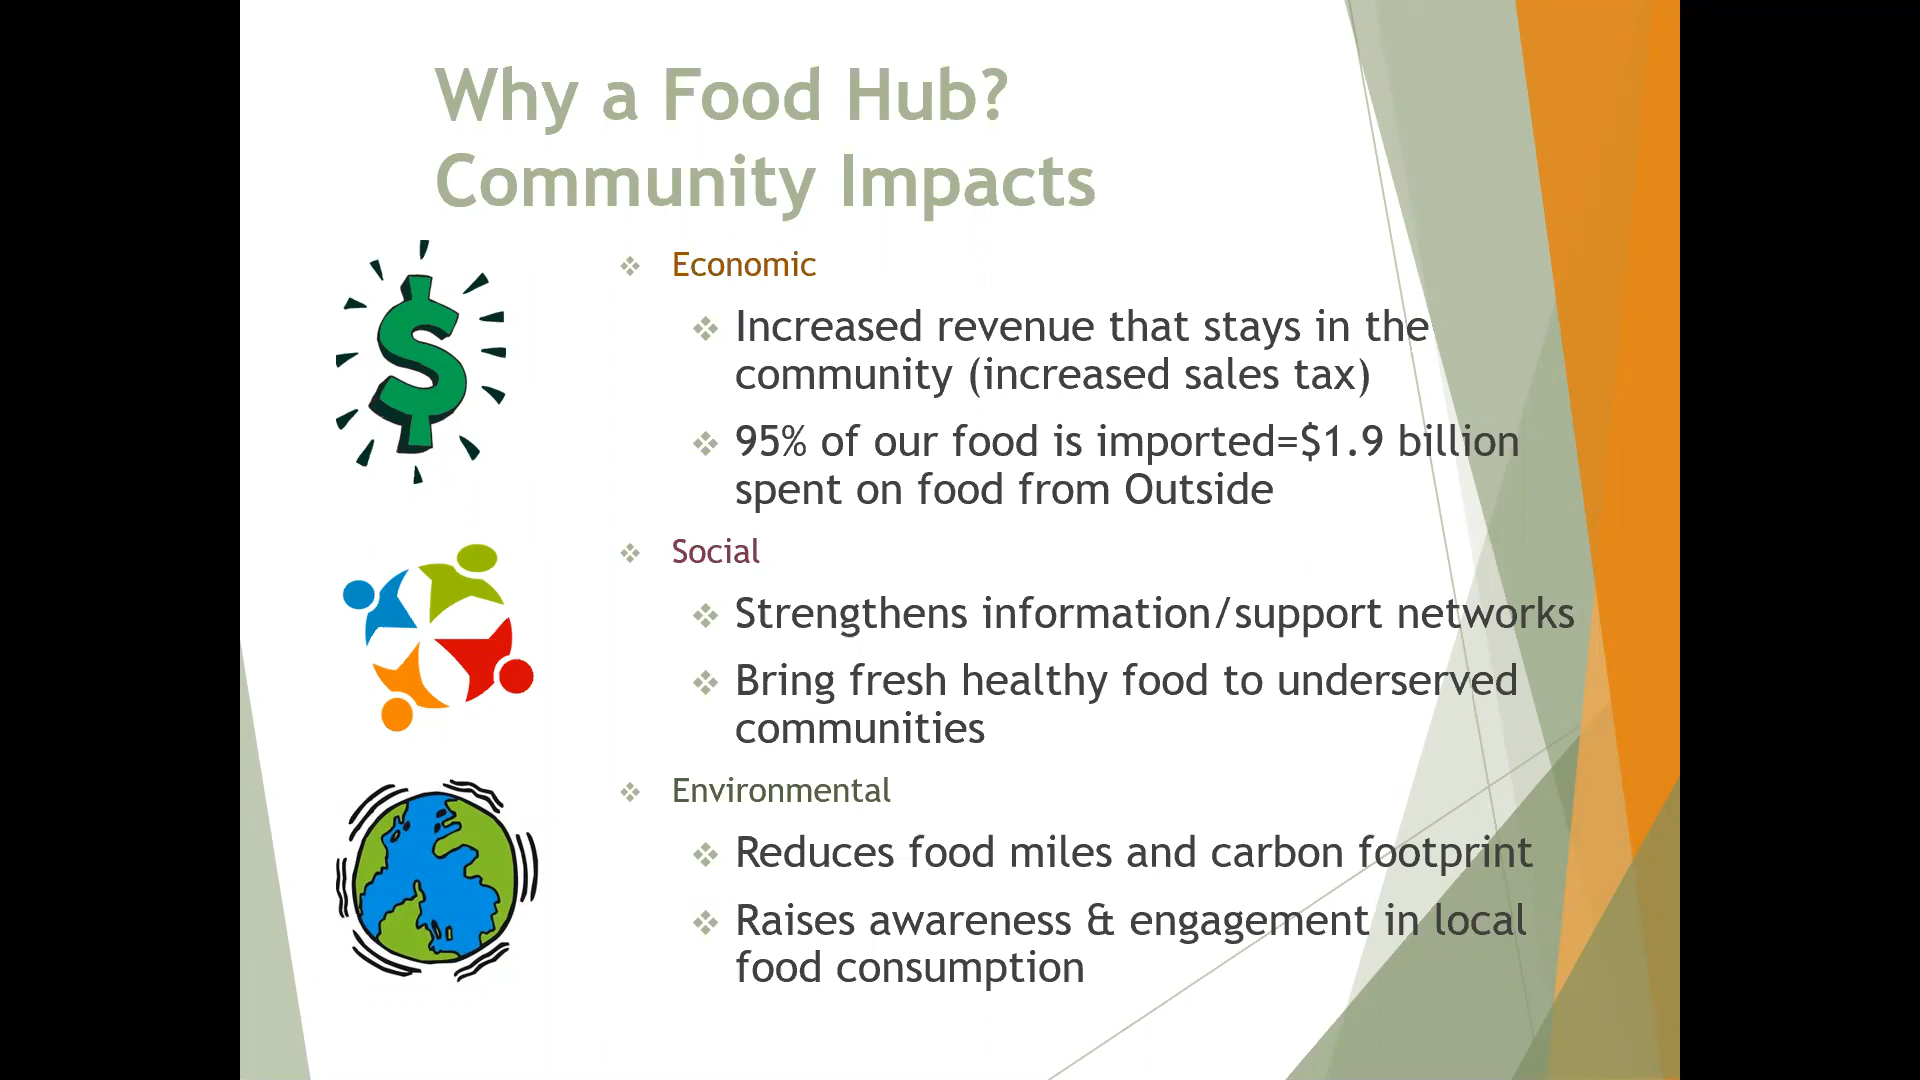 Why a Food Hub?
Community Impacts
Economic
Increased revenue that stays in the
community (increased sales tax)
95% of our food is imported=$1.9 billion
spent on food from Outside
Social
Strengthens information/support networks
Bring fresh healthy food to underserved
communities
Environmental
Reduces food miles and carbon footprint
Raises awareness & engagement in local
food consumption